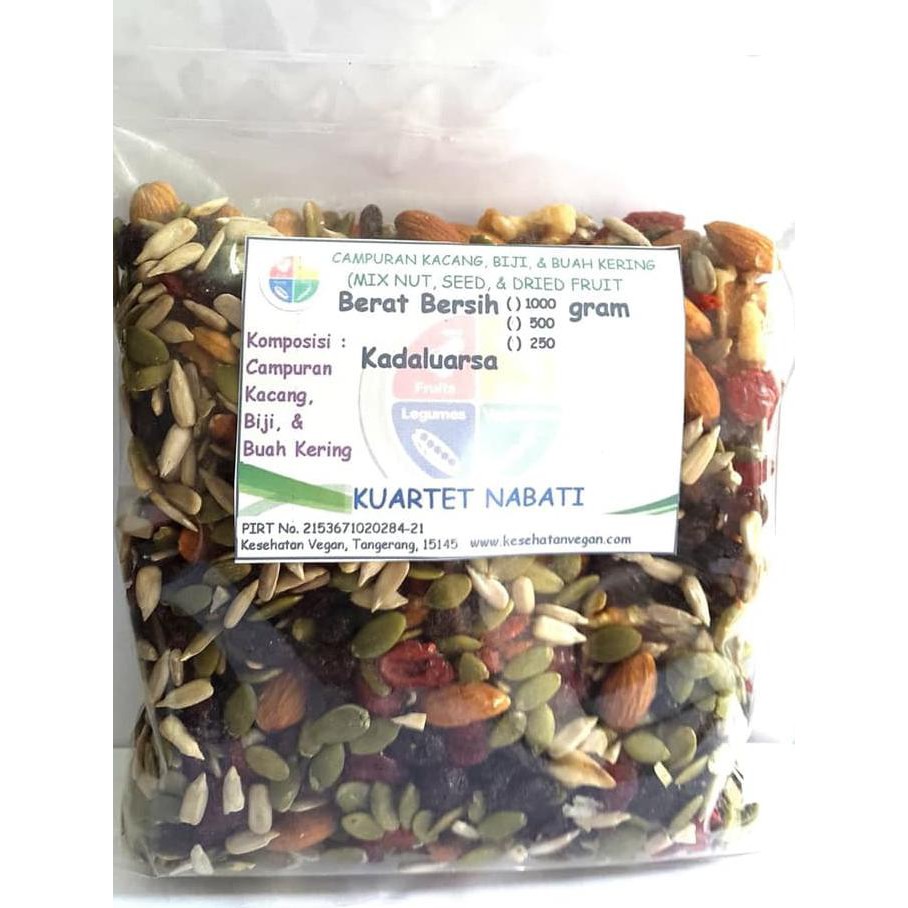 CAMPURAN KACANG, BIJI, & BUAH KERING
(MIX NUT, SEED, & DRIED FRUIT
Berat Bersih () 1000 gram
() 500
() 250
Komposisi :
Campuran
Kacang,
Biji, &
Buah Kering
Kadaluarsa
Fruits
Legumes
KUARTET NABATI
PIRT No. 2153671020284-21
Kesehatan Vegan, Tangerang, 15145 www.kesehatanvegan.com